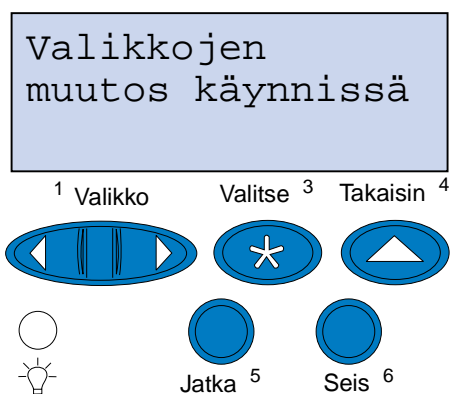 Valikkojen
muutos käynnissä
1 Valikko Valitse 3 Takaisin 4
Jatka 5 Seis 6